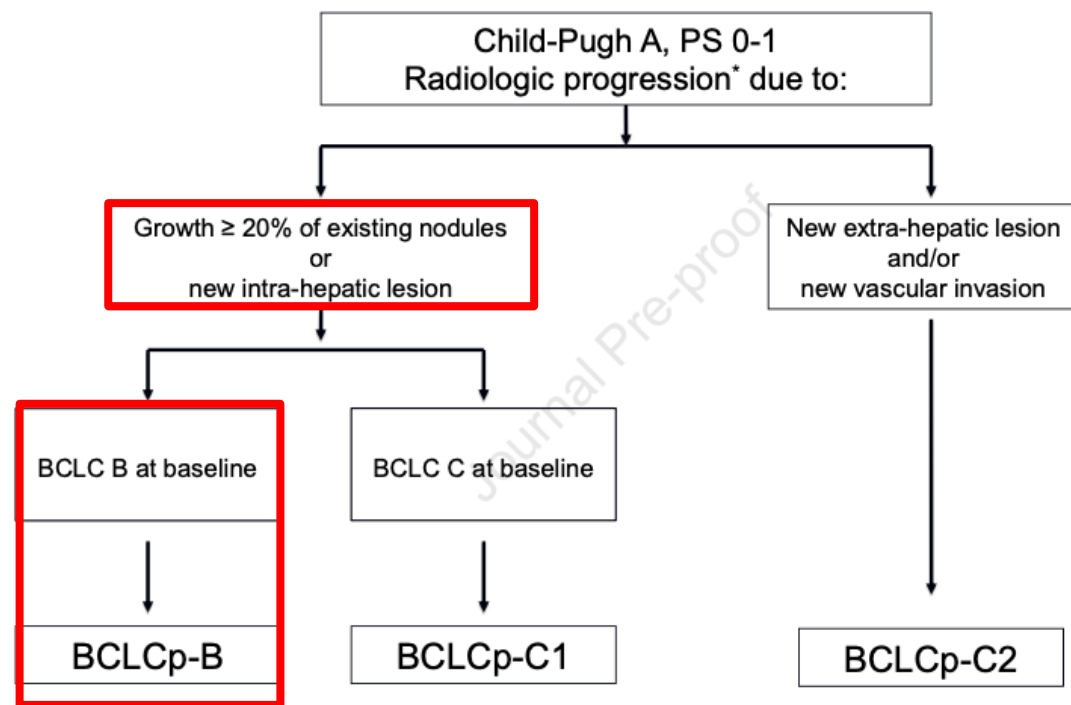 Child-Pugh A, PS 0-1
Radiologic progression* due to:
Growth ≥ 20% of existing nodules
or
new intra-hepatic lesion
New extra-hepatic lesion
and/or
new vascular invasion
Journal Pre-proof
BCLC B at baseline
BCLC C at baseline
BCLCp-B
BCLCp-C1
BCLCp-C2